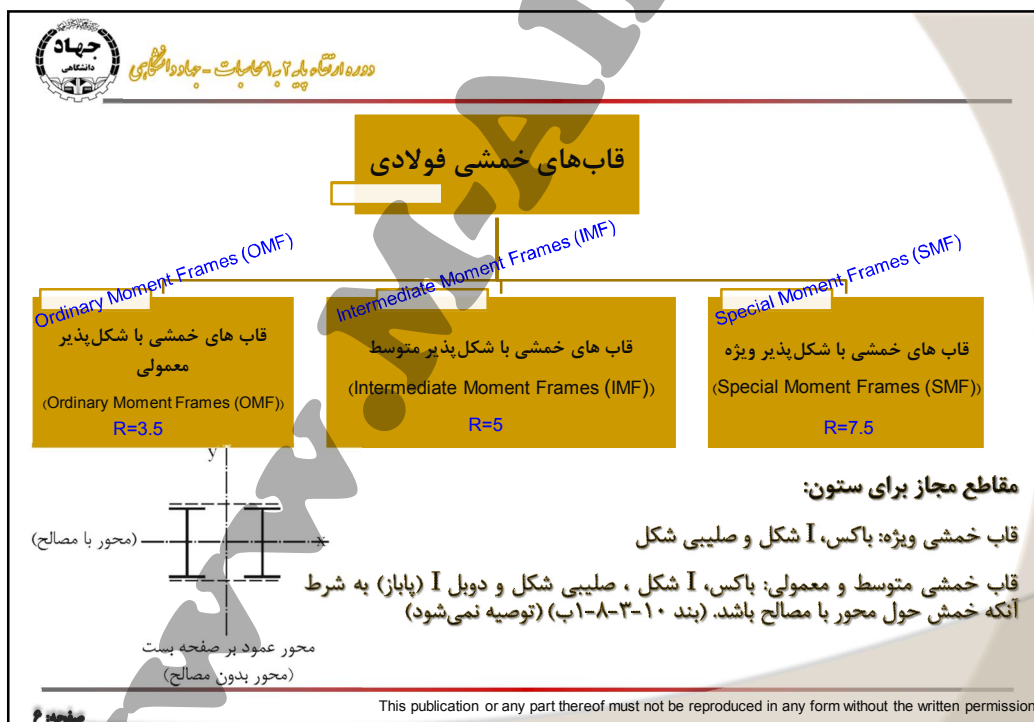 جهاد
دانشگاهی
دوره ارتقاء پایه ۲ به ۱ محاسبات - جهاد دانشگاهی
قاب‌های خمشی فولادی
Ordinary Moment Frames (OMF)
Intermediate Moment Frames (IMF)
Special Moment Frames (SMF)
قاب های خمشی با شکل‌پذیر ویژه
(Special Moment Frames (SMF))
R=7.5
قاب های خمشی با شکل‌پذیر متوسط
(Intermediate Moment Frames (IMF))
R=5
قاب های خمشی با شکل‌پذیر
معمولی
(Ordinary Moment Frames (OMF))
R=3.5
y
x
(محور با مصالح)
محور عمود بر صفحه بست
(محور بدون مصالح)
مقاطع مجاز برای ستون:
قاب خمشی ویژه: باکس، I شکل و صلیبی شکل
قاب خمشی متوسط و معمولی: باکس، I شکل ، صلیبی شکل و دوبل I (پاباز) به شرط
آنکه خمش حول محور با مصالح باشد. (بند ۱۰-۳-۸-۱ب) (توصیه نمی‌شود)
This publication or any part thereof must not be reproduced in any form without the written permission
صفحه: ۶
www.M-A